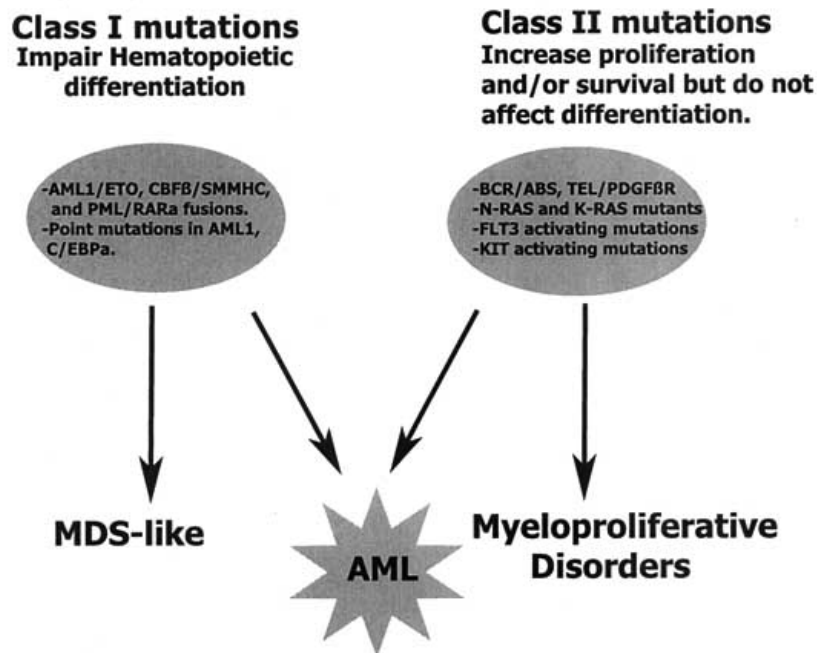 Class I mutations
Impair Hematopoietic
differentiation
Class II mutations
Increase proliferation
and/or survival but do not
affect differentiation.
-AML1/ETO, CBFß/SMMHC,
and PML/RARa fusions.
-Point mutations in AML1,
C/EBPa.
-BCR/ABS, TEL/PDGFßR
-N-RAS and K-RAS mutants
-FLT3 activating mutations
-KIT activating mutations
MDS-like
AML
Myeloproliferative
Disorders